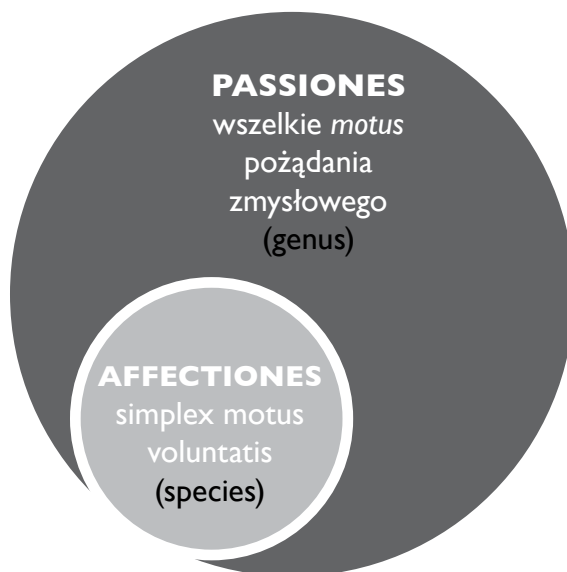 PASSIONES
wszelkie motus
pożądania
zmysłowego
(genus)
AFFECTIONES
simplex motus
voluntatis
(species)